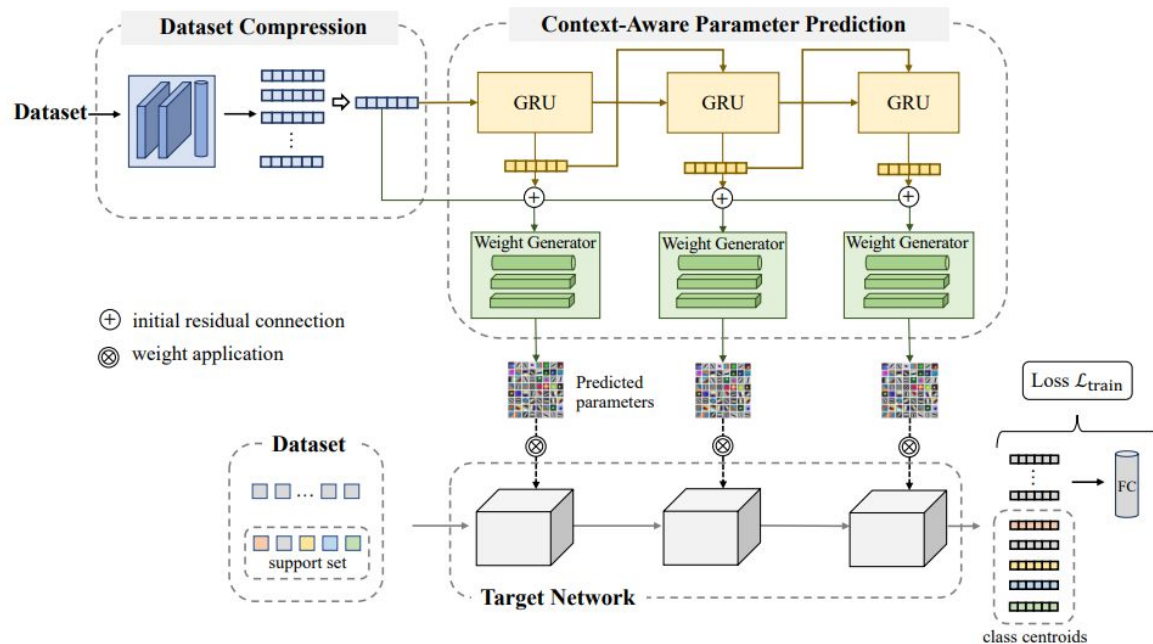 Dataset Compression
Context-Aware Parameter Prediction
Dataset
GRU
GRU
GRU
Weight Generator
Weight Generator
Weight Generator
initial residual connection
weight application
Predicted
parameters
Loss ℒtrain
Dataset
FC
support set
Target Network
class centroids